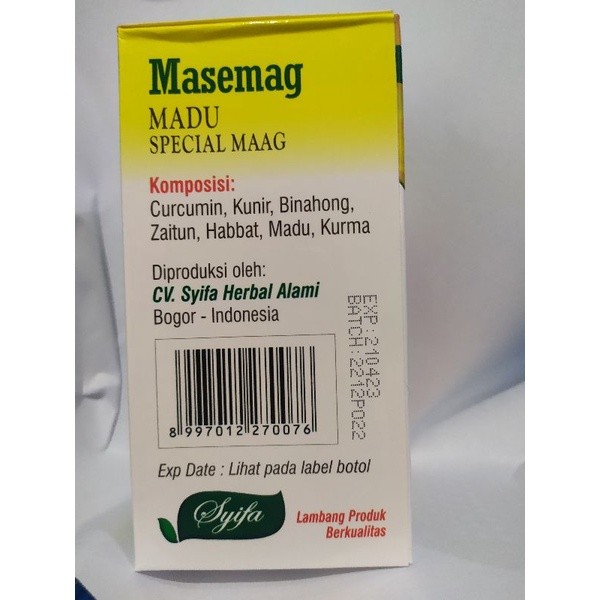 Masemag
MADU
SPECIAL MAAG
Komposisi:
Curcumin, Kunir, Binahong,
Zaitun, Habbat, Madu, Kurma
Diproduksi oleh:
CV. Syifa Herbal Alami
Bogor - Indonesia
EXP:210423
BATCH:2212P022
8 997012 270076
Exp Date : Lihat pada label botol
Syifa
Lambang Produk
Berkualitas